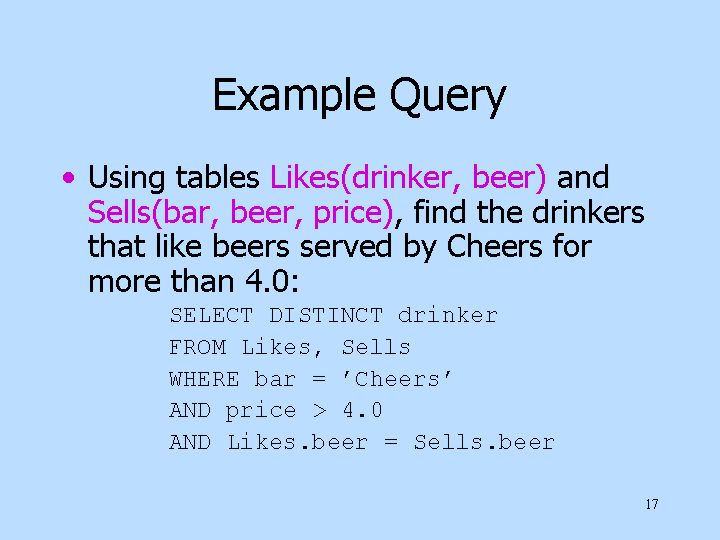 Example Query
• Using tables Likes(drinker, beer) and
Sells(bar, beer, price), find the drinkers
that like beers served by Cheers for
more than 4. 0:
SELECT DISTINCT drinker
FROM Likes, Sells
WHERE bar = ’Cheers’
AND price > 4. 0
AND Likes. beer = Sells. beer
17